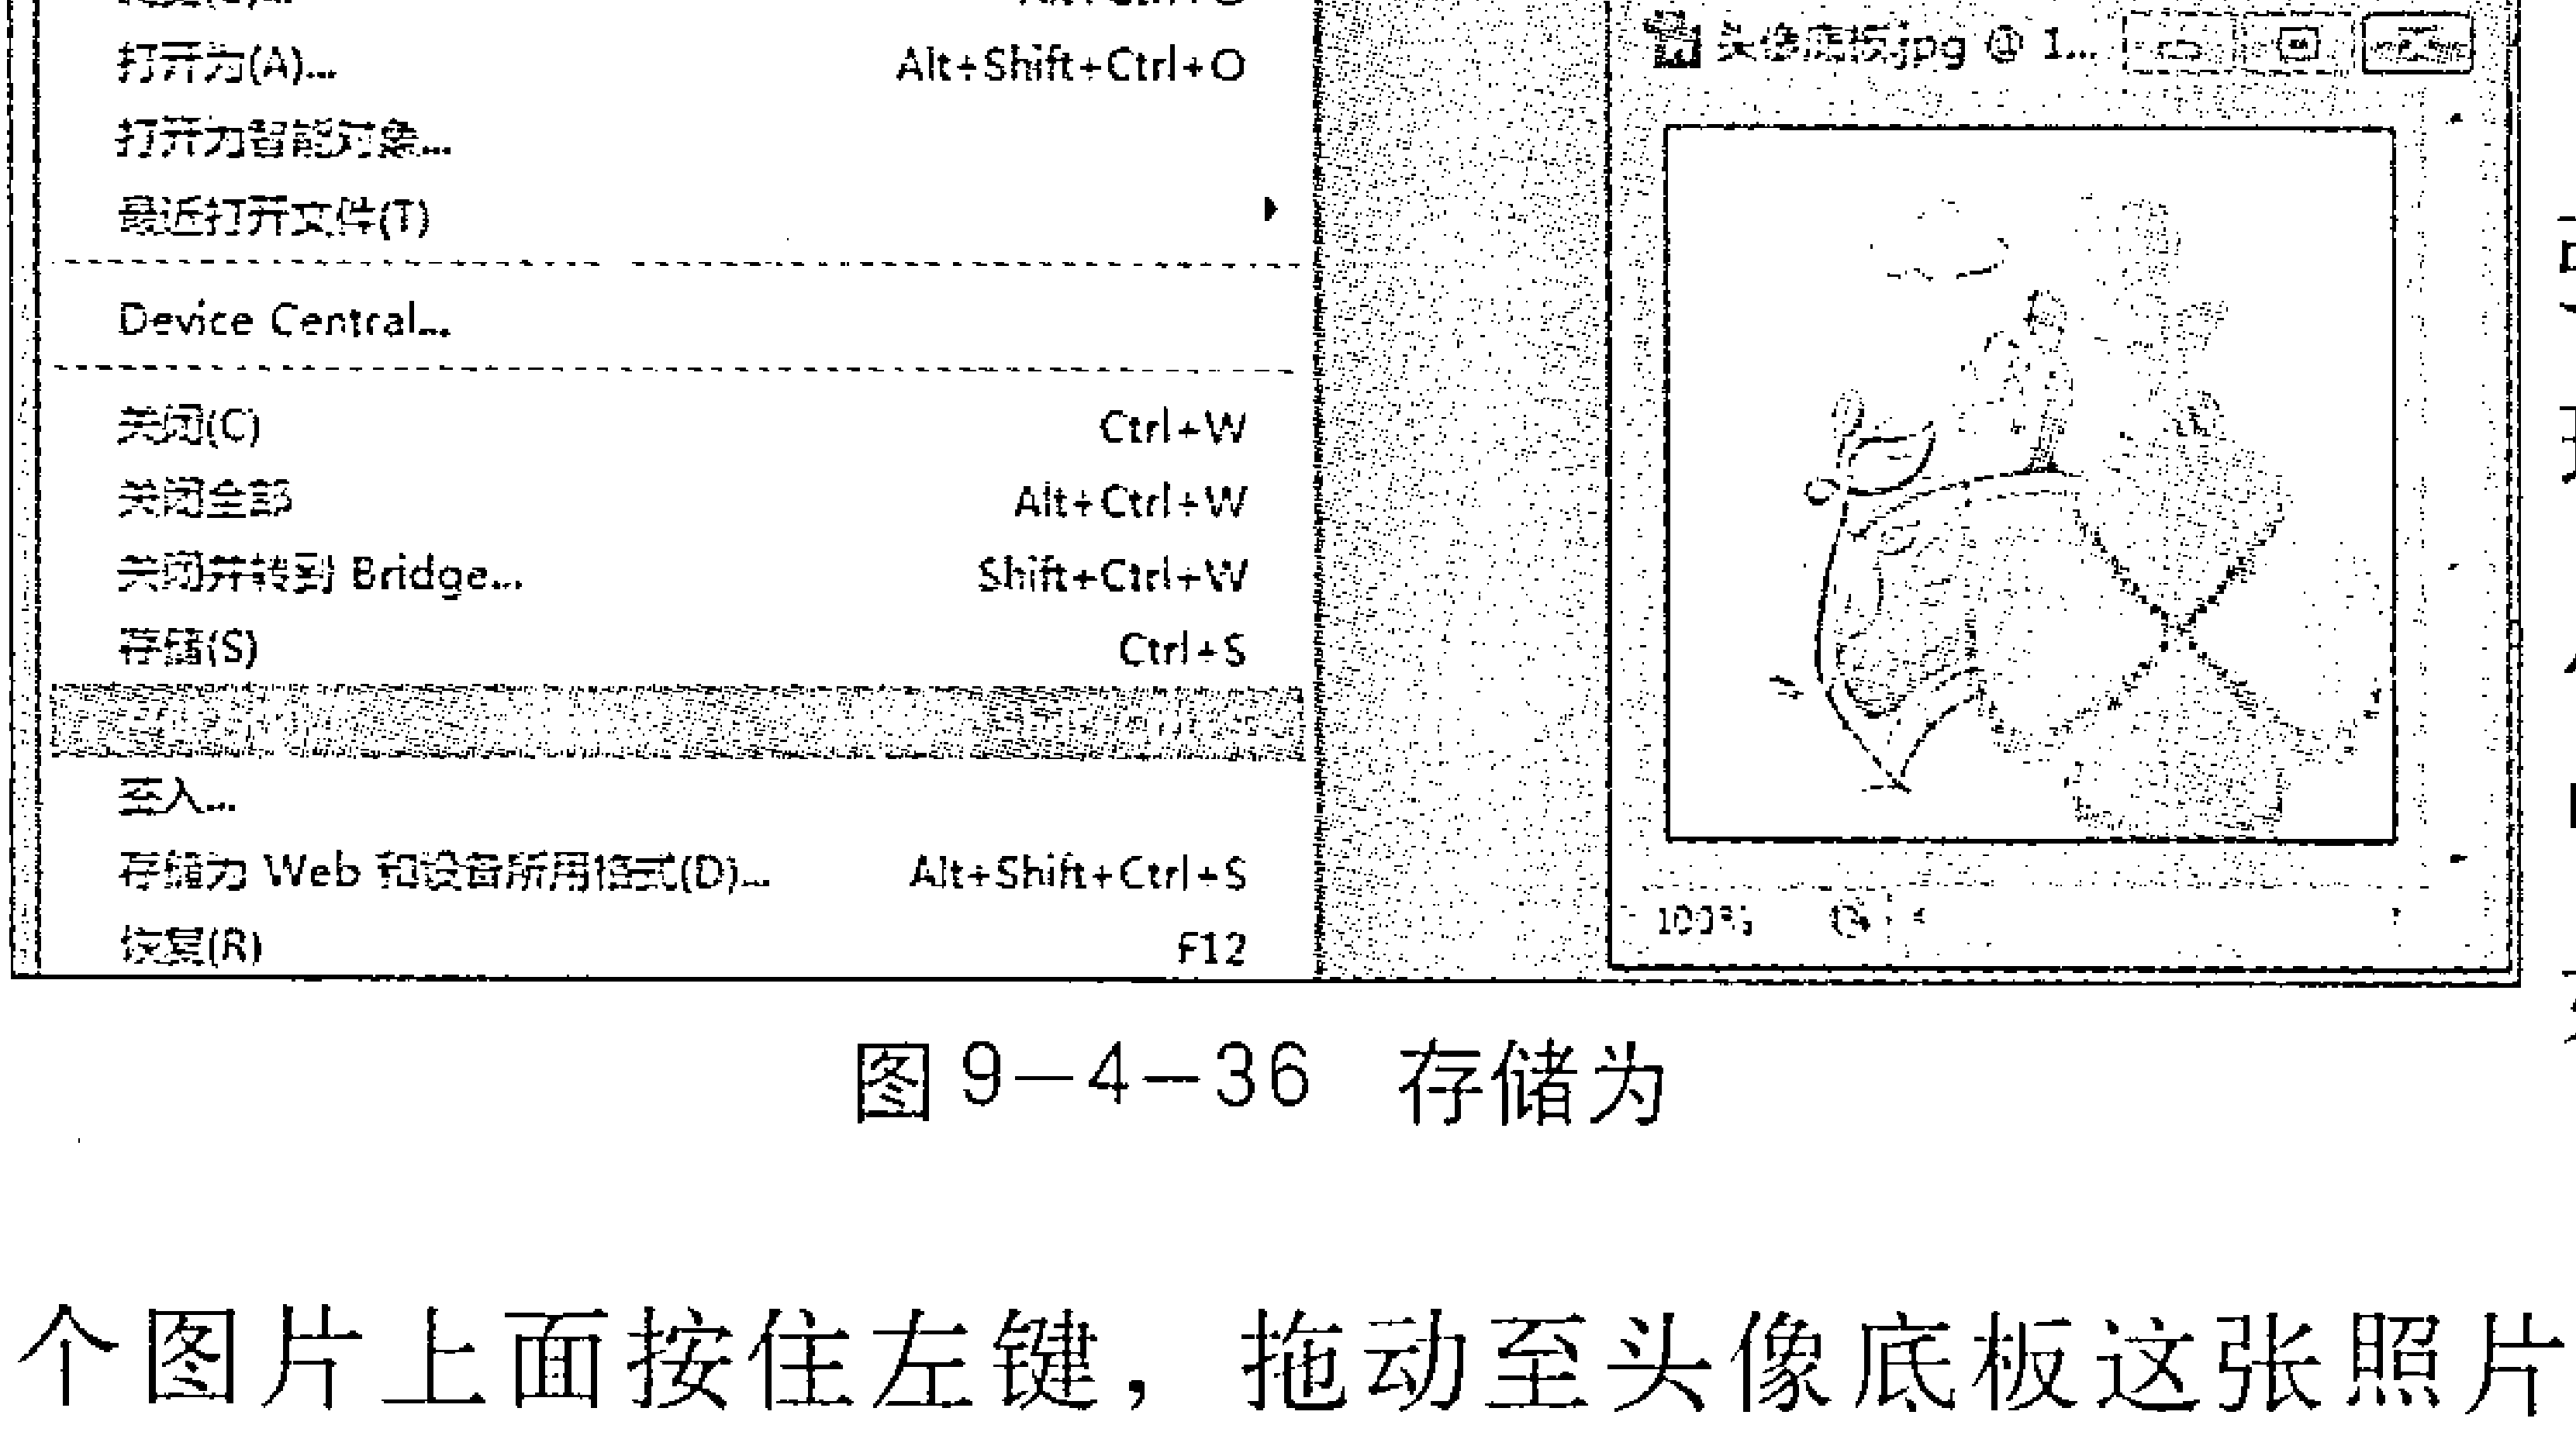 打开为(A)... Alt+Shift+Ctrl+O
打开为智能对象...
最近打开文件(T)
Device Central...
关闭(C) Ctrl+W
关闭全部 Alt+Ctrl+W
关闭并转到 Bridge... Shift+Ctrl+W
存储(S) Ctrl+S
置入...
存储为 Web 和设备所用格式(D)... Alt+Shift+Ctrl+S
恢复(R) F12
头像底板.jpg @ 1...
100%
图9-4-36 存储为
个图片上面按住左键，拖动至头像底板这张照片